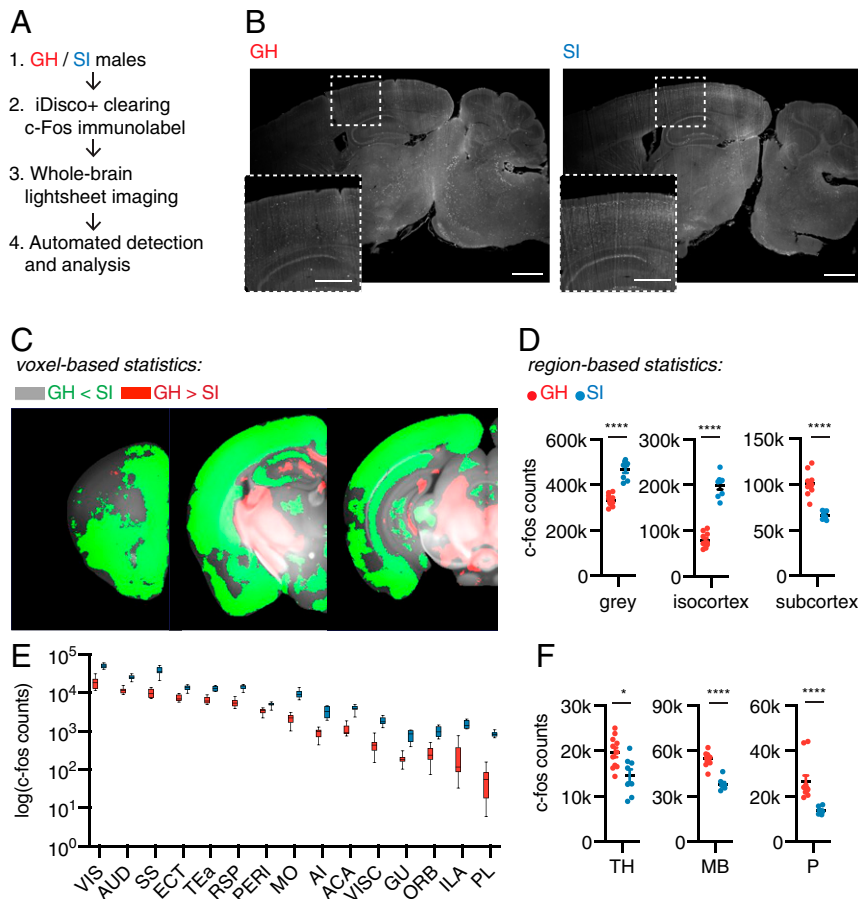 A
1. GH / SI males
2. iDisco+ clearing
c-Fos immunolabel
3. Whole-brain
lightsheet imaging
4. Automated detection
and analysis
B
GH
SI
C
voxel-based statistics:
GH < SI GH > SI
D
region-based statistics:
GH SI
c-fos counts
600k
400k
200k
0
****
grey
300k
200k
100k
0
****
isocortex
150k
100k
50k
0
****
subcortex
E
log(c-fos counts)
10^5
10^4
10^3
10^2
10^1
10^0
VIS AUD SS ECT TEa RSP PERI MO AI ACA VISC GU ORB ILA PL
F
c-fos counts
30k
20k
10k
0
*
TH
90k
60k
30k
0
****
MB
60k
40k
20k
0
****
P